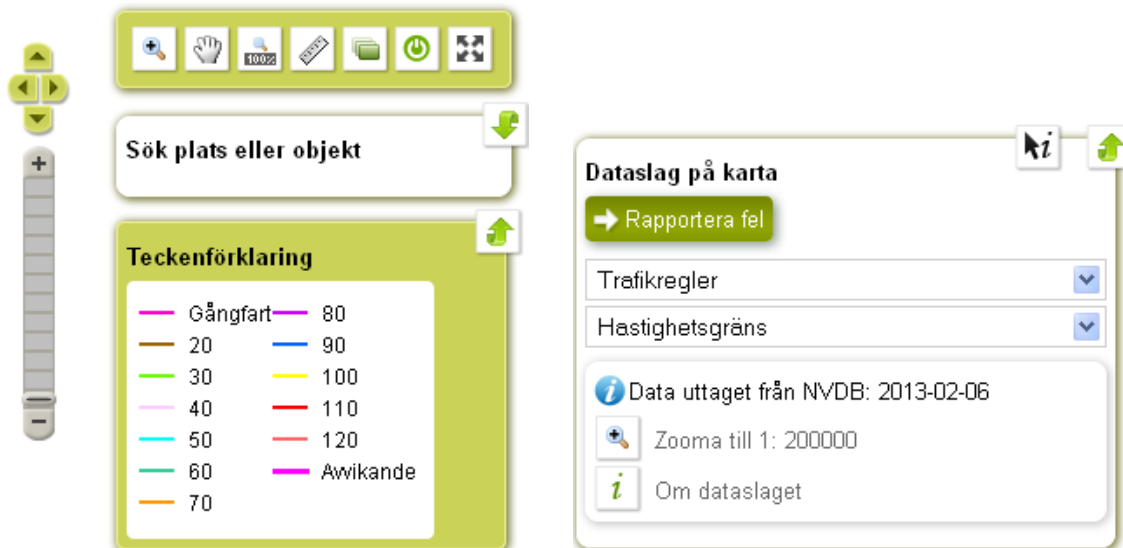 100%
Sök plats eller objekt
Teckenförklaring
Gångfart 80
20 90
30 100
40 110
50 120
60 Avvikande
70
Dataslag på karta
Rapportera fel
Trafikregler
Hastighetsgräns
Data uttaget från NVDB: 2013-02-06
Zooma till 1: 200000
Om dataslaget